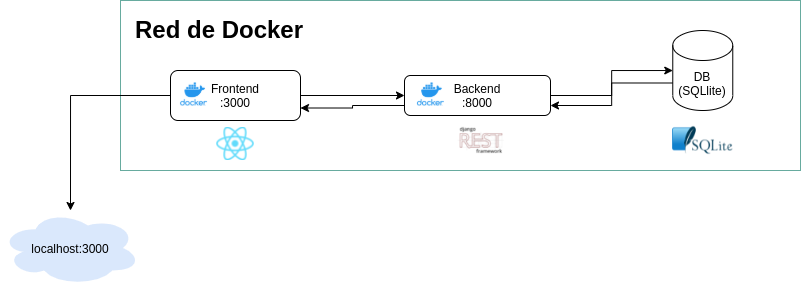 Red de Docker
Frontend
:3000
docker
Backend
:8000
docker
DB
(SQLlite)
django
REST
framework
SQLite
localhost:3000